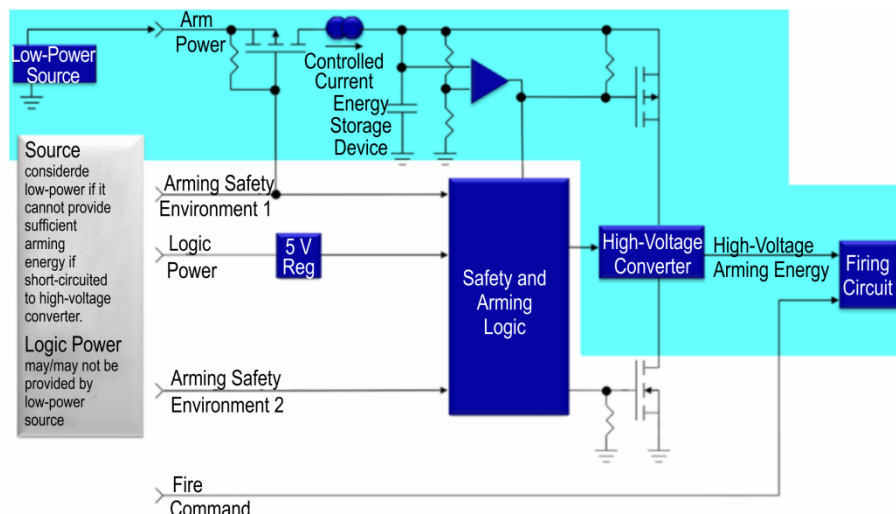 Arm
Power
Low-Power
Source
Controlled
Current
Energy
Storage
Device
Source
considerde
low-power if it
cannot provide
sufficient
arming
energy if
short-circuited
to high-voltage
converter.
Logic Power
may/may not be
provided by
low-power
source
Arming Safety
Environment 1
Logic
Power
5 V
Reg
Safety and
Arming
Logic
High-Voltage
Converter
High-Voltage
Arming Energy
Firing
Circuit
Arming Safety
Environment 2
Fire
Command